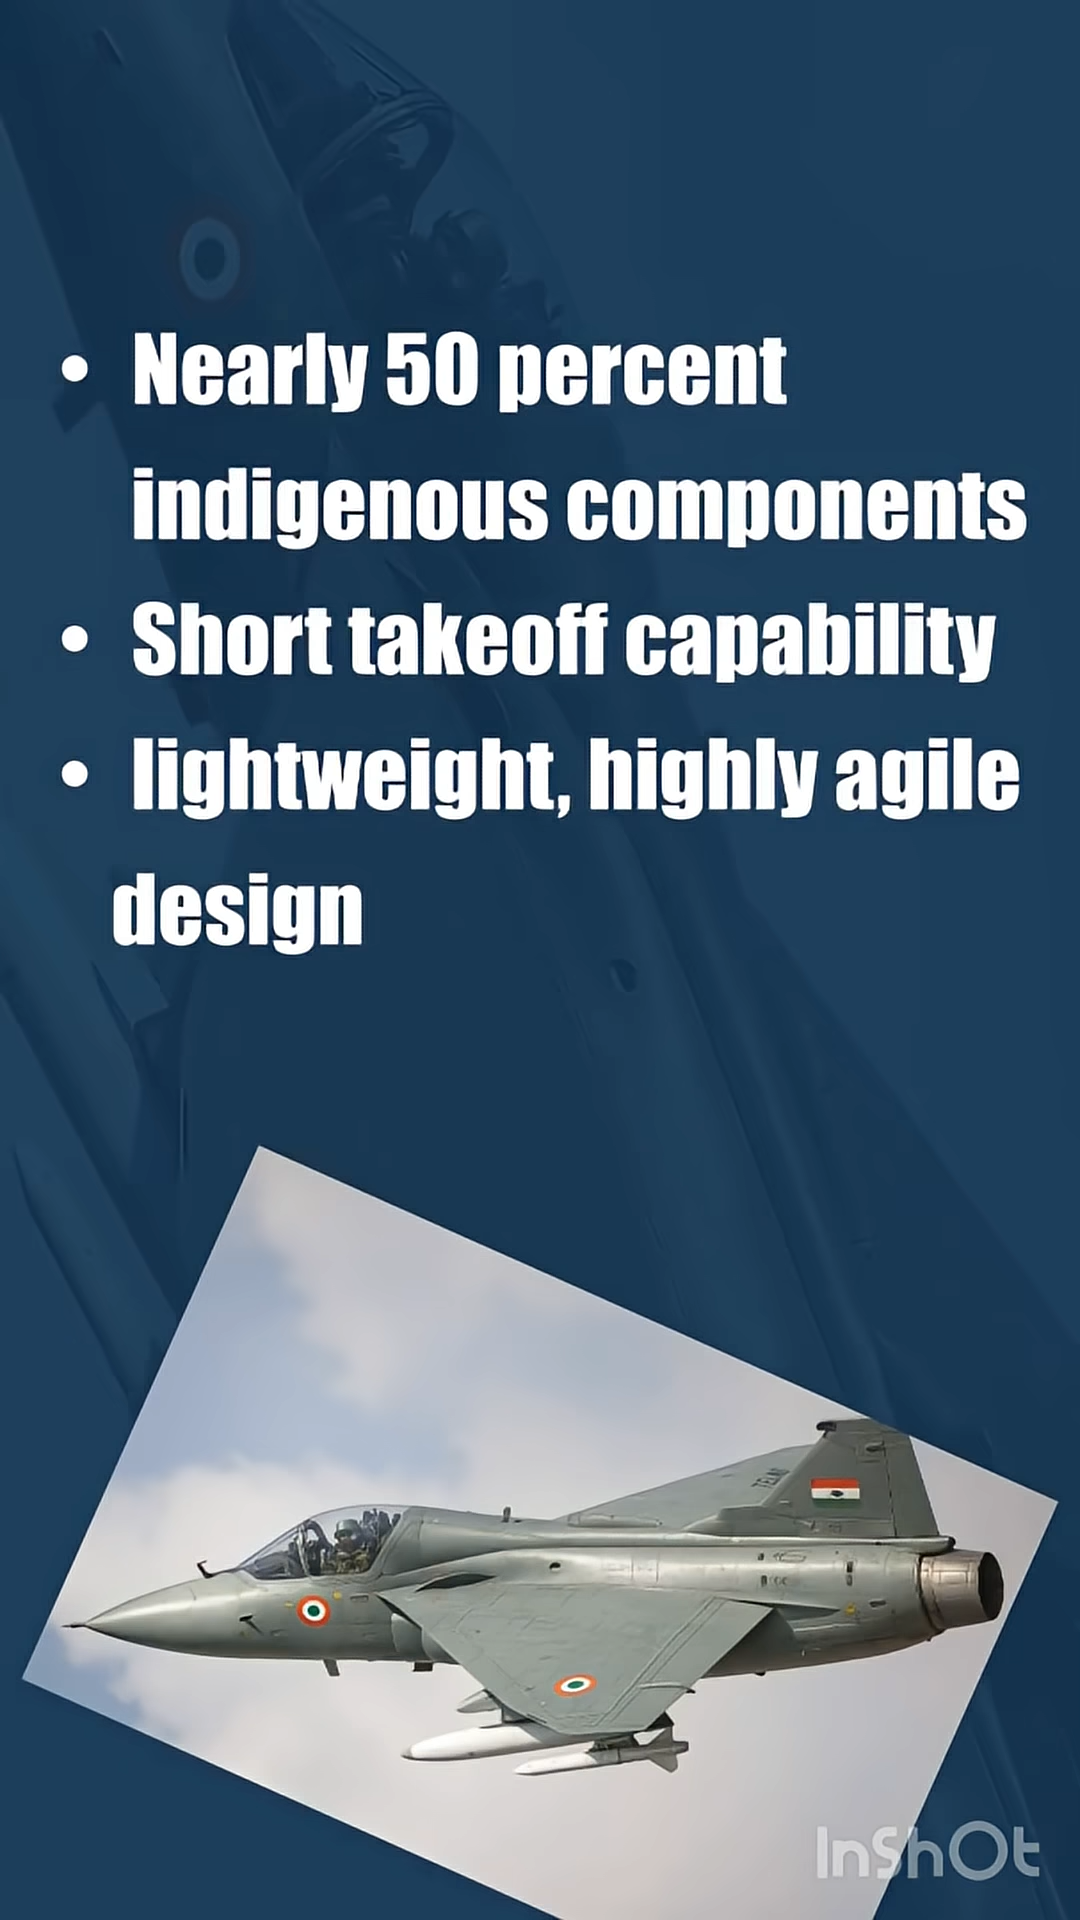 • Nearly 50 percent
indigenous components
• Short takeoff capability
• lightweight, highly agile
design
InShOt